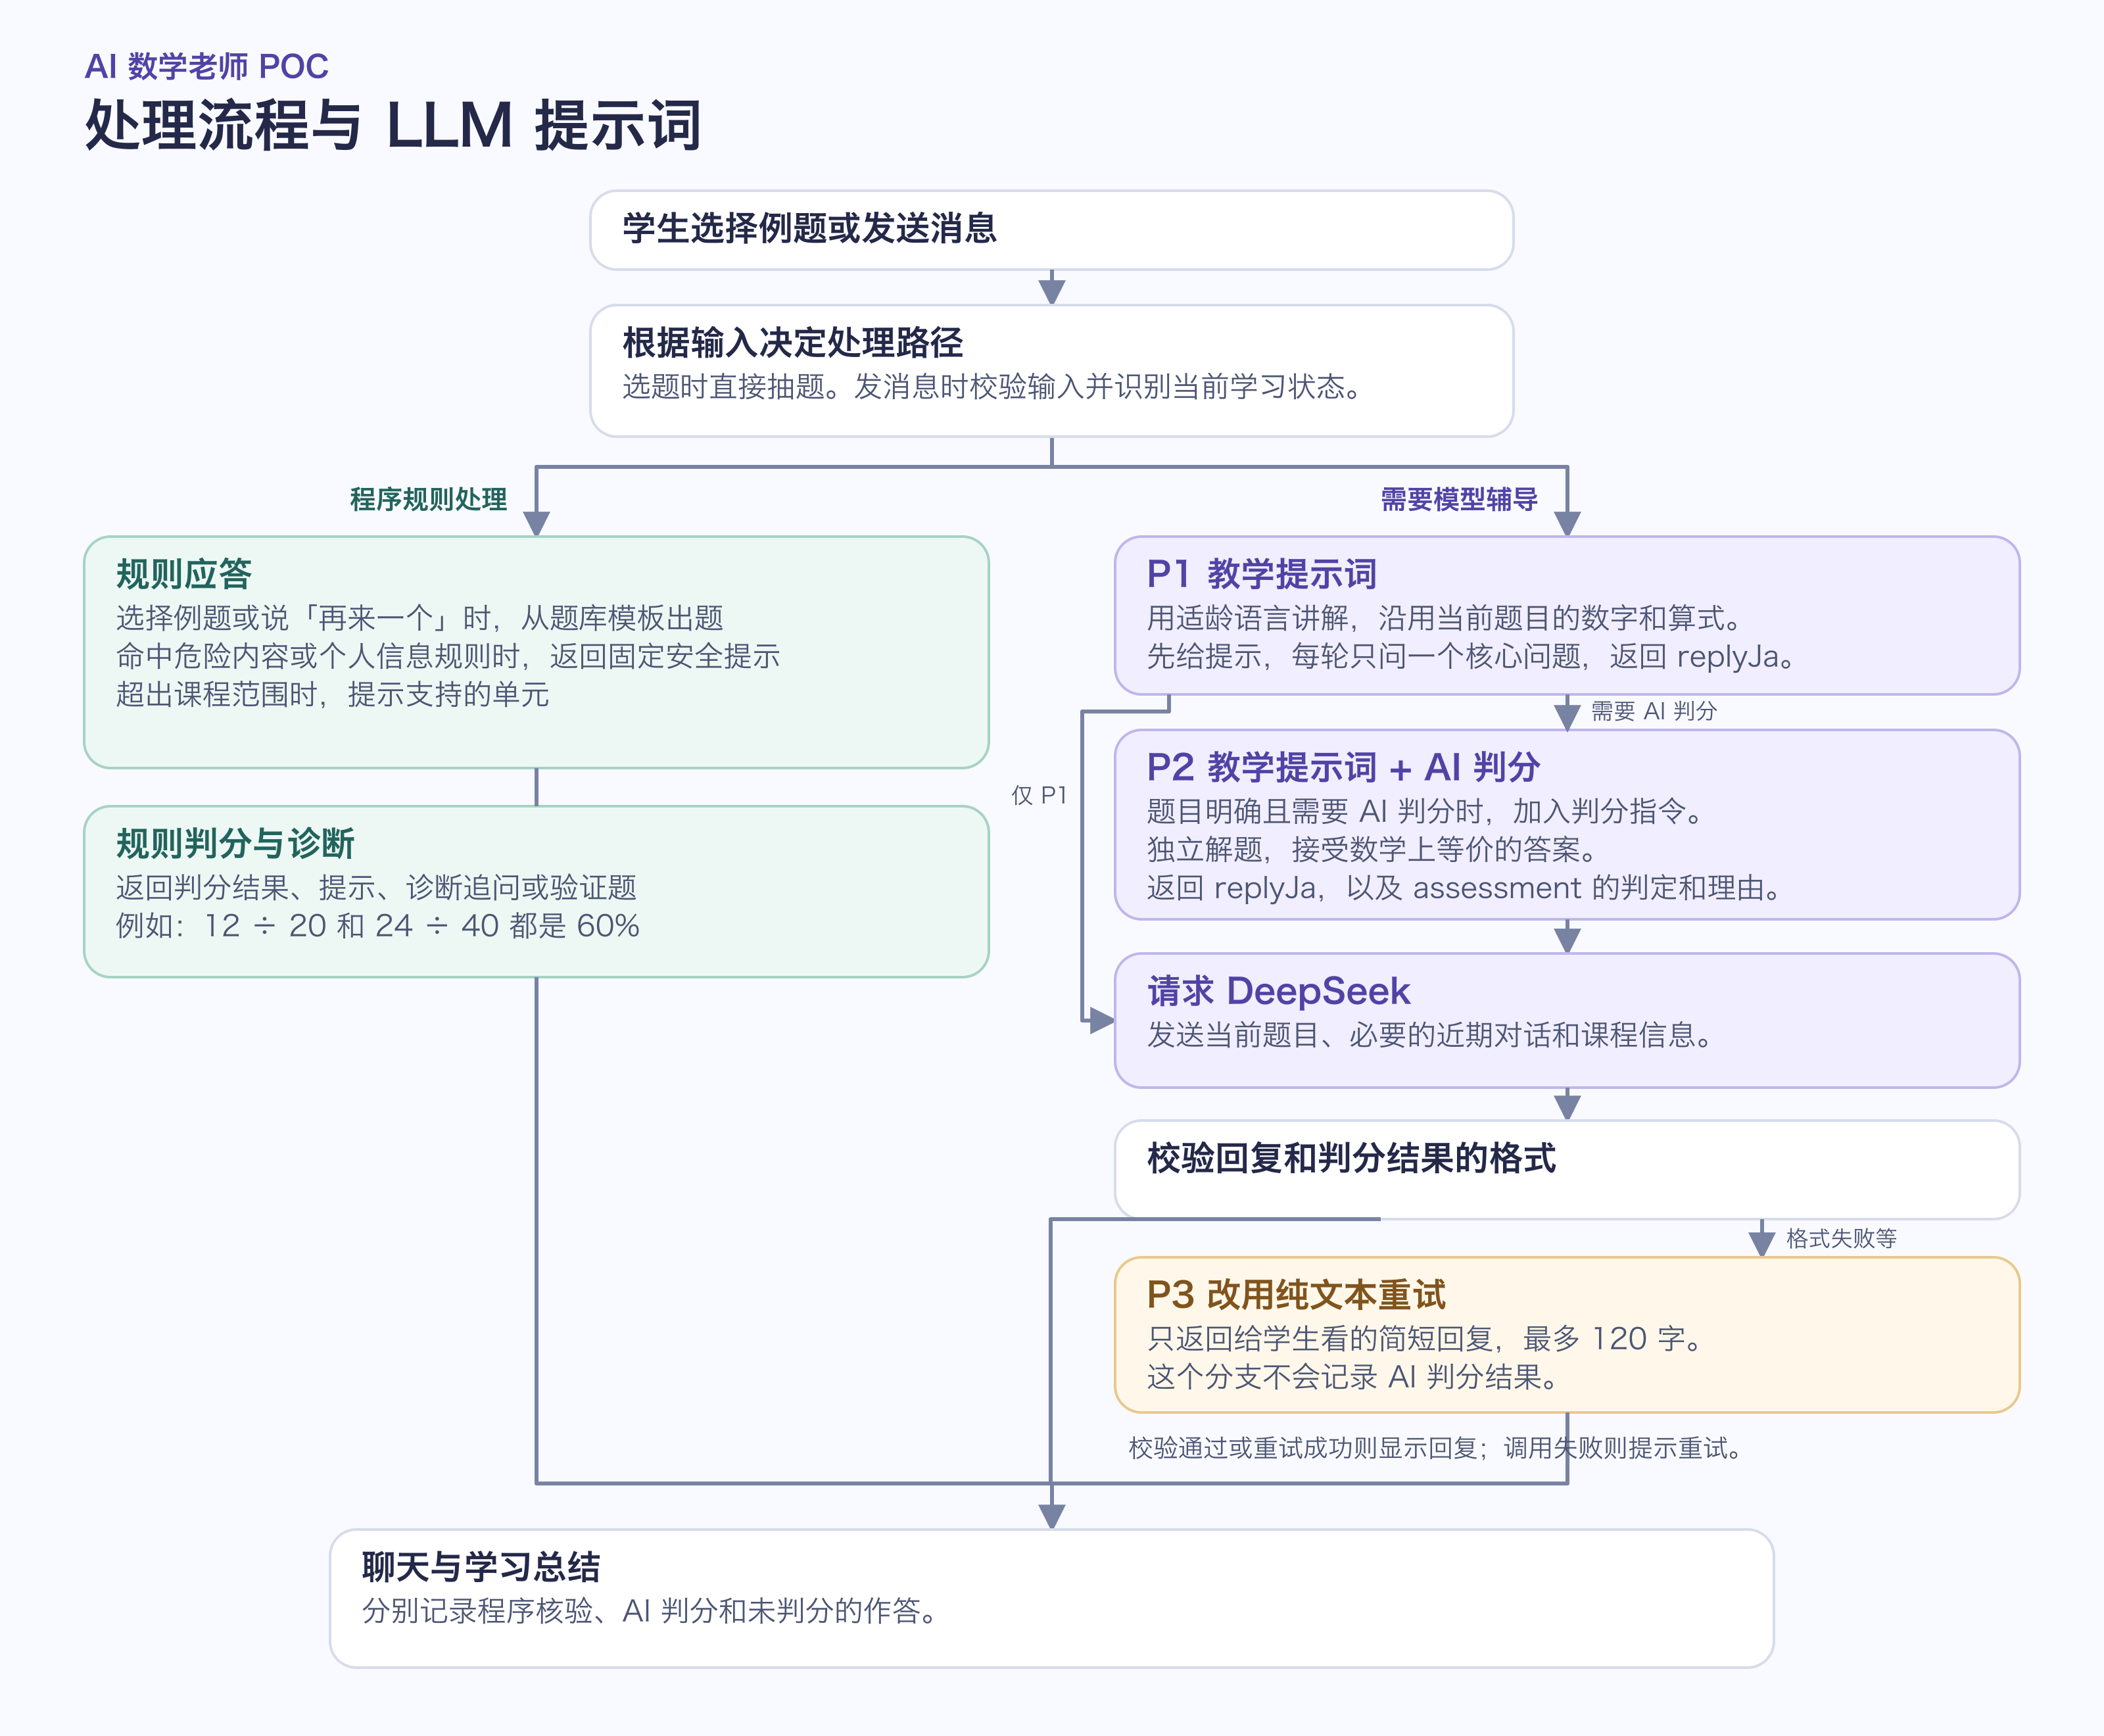 AI 数学老师 POC
处理流程与 LLM 提示词
学生选择例题或发送消息
根据输入决定处理路径
选题时直接抽题。发消息时校验输入并识别当前学习状态。
程序规则处理
需要模型辅导
规则应答
选择例题或说「再来一个」时，从题库模板出题
命中危险内容或个人信息规则时，返回固定安全提示
超出课程范围时，提示支持的单元
P1 教学提示词
用适龄语言讲解，沿用当前题目的数字和算式。
先给提示，每轮只问一个核心问题，返回 replyJa。
需要 AI 判分
仅 P1
P2 教学提示词 + AI 判分
题目明确且需要 AI 判分时，加入判分指令。
独立解题，接受数学上等价的答案。
返回 replyJa，以及 assessment 的判定和理由。
规则判分与诊断
返回判分结果、提示、诊断追问或验证题
例如：12 ÷ 20 和 24 ÷ 40 都是 60%
请求 DeepSeek
发送当前题目、必要的近期对话和课程信息。
校验回复和判分结果的格式
格式失败等
P3 改用纯文本重试
只返回给学生看的简短回复，最多 120 字。
这个分支不会记录 AI 判分结果。
校验通过或重试成功则显示回复；调用失败则提示重试。
聊天与学习总结
分别记录程序核验、AI 判分和未判分的作答。